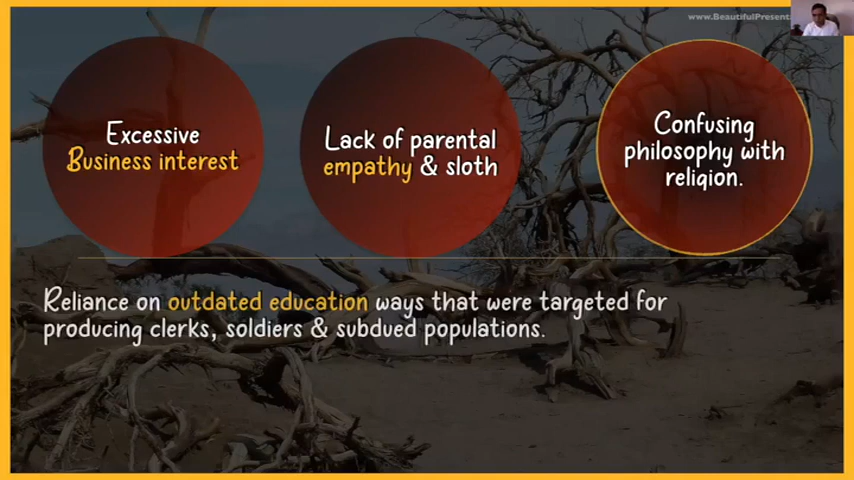 www.BeautifulPresent
Excessive
Business interest
Lack of parental
empathy & sloth
Confusing
philosophy with
religion.
Reliance on outdated education ways that were targeted for
producing clerks, soldiers & subdued populations.